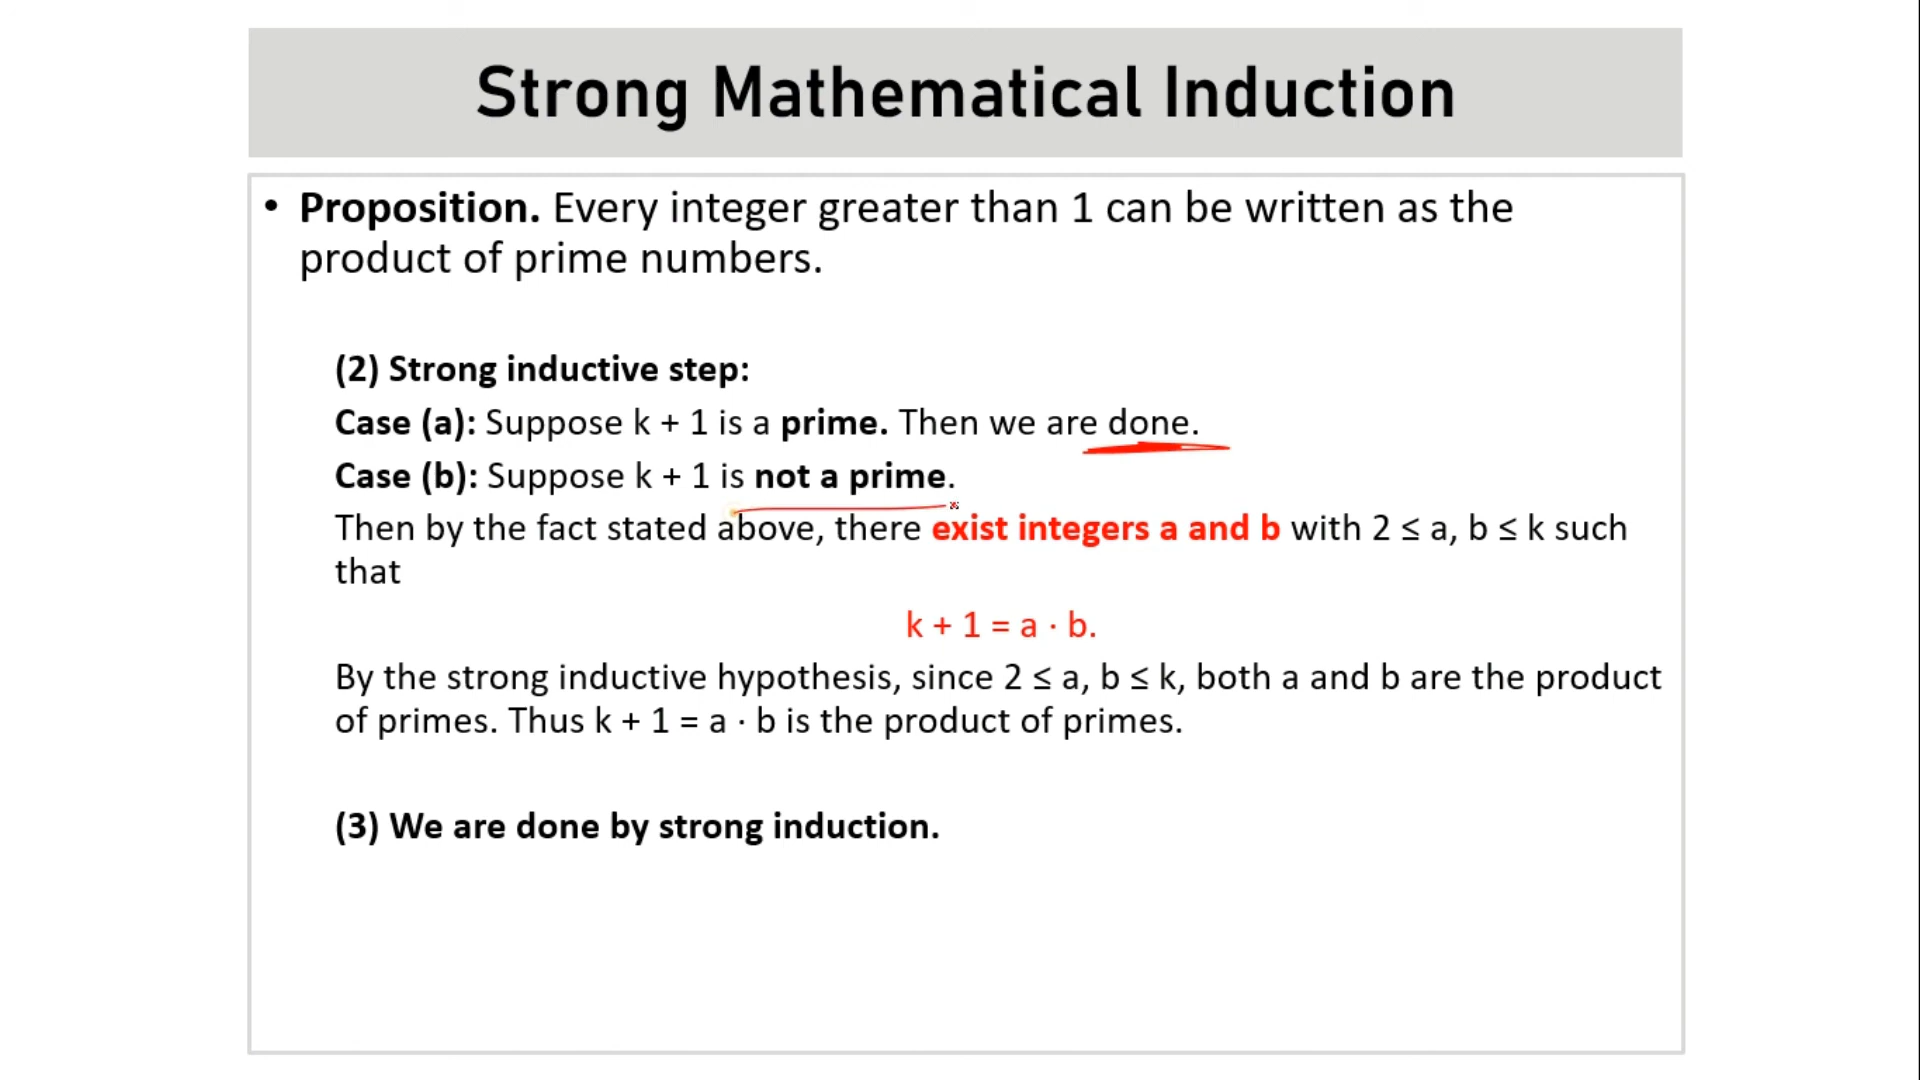 Strong Mathematical Induction
• Proposition. Every integer greater than 1 can be written as the
product of prime numbers.
(2) Strong inductive step:
Case (a): Suppose k + 1 is a prime. Then we are done.
Case (b): Suppose k + 1 is not a prime.
Then by the fact stated above, there exist integers a and b with 2 ≤ a, b ≤ k such
that
k + 1 = a · b.
By the strong inductive hypothesis, since 2 ≤ a, b ≤ k, both a and b are the product
of primes. Thus k + 1 = a · b is the product of primes.
(3) We are done by strong induction.